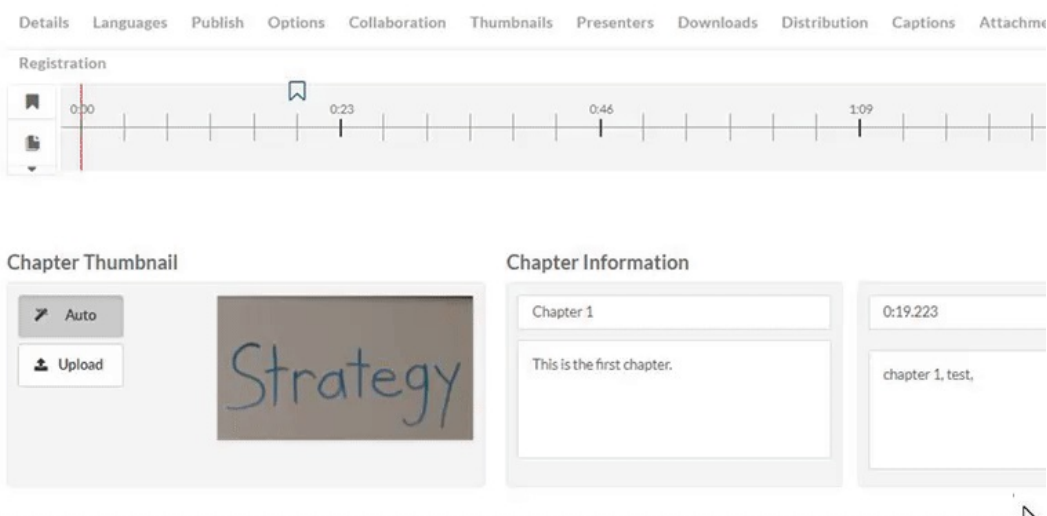 Details Languages Publish Options Collaboration Thumbnails Presenters Downloads Distribution Captions Attachme
Registration
0:00 0:23 0:46 1:09
Chapter Thumbnail Chapter Information
Auto
Upload
Strategy
Chapter 1
This is the first chapter.
0:19.223
chapter 1, test,